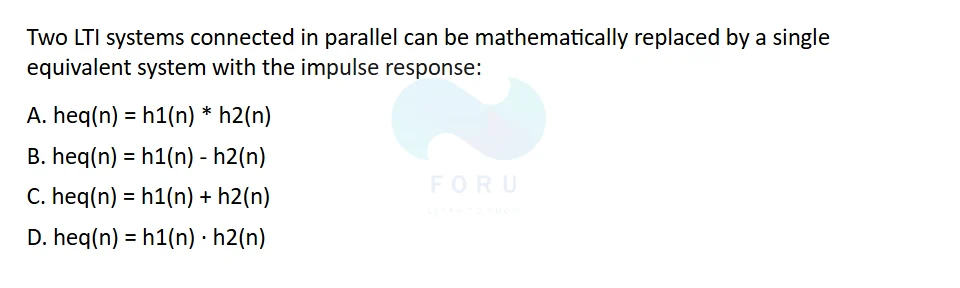 Two LTI systems connected in parallel can be mathematically replaced by a single
equivalent system with the impulse response:
A. heq(n) = h1(n) * h2(n)
B. heq(n) = h1(n) - h2(n)
C. heq(n) = h1(n) + h2(n)
FORU
D. heq(n) = h1(n) · h2(n)